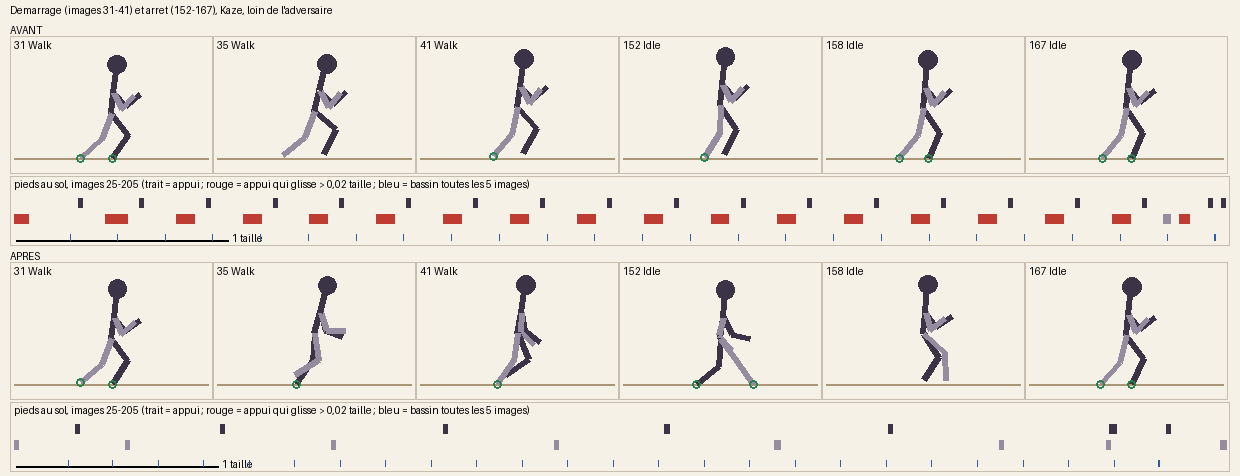 Demarrage (images 31-41) et arret (152-167), Kaze, loin de l'adversaire
AVANT
31 Walk 35 Walk 41 Walk 152 Idle 158 Idle 167 Idle
pieds au sol, images 25-205 (trait = appui ; rouge = appui qui glisse > 0,02 taille ; bleu = bassin toutes les 5 images)
1 taille
APRES
31 Walk 35 Walk 41 Walk 152 Idle 158 Idle 167 Idle
pieds au sol, images 25-205 (trait = appui ; rouge = appui qui glisse > 0,02 taille ; bleu = bassin toutes les 5 images)
1 taille